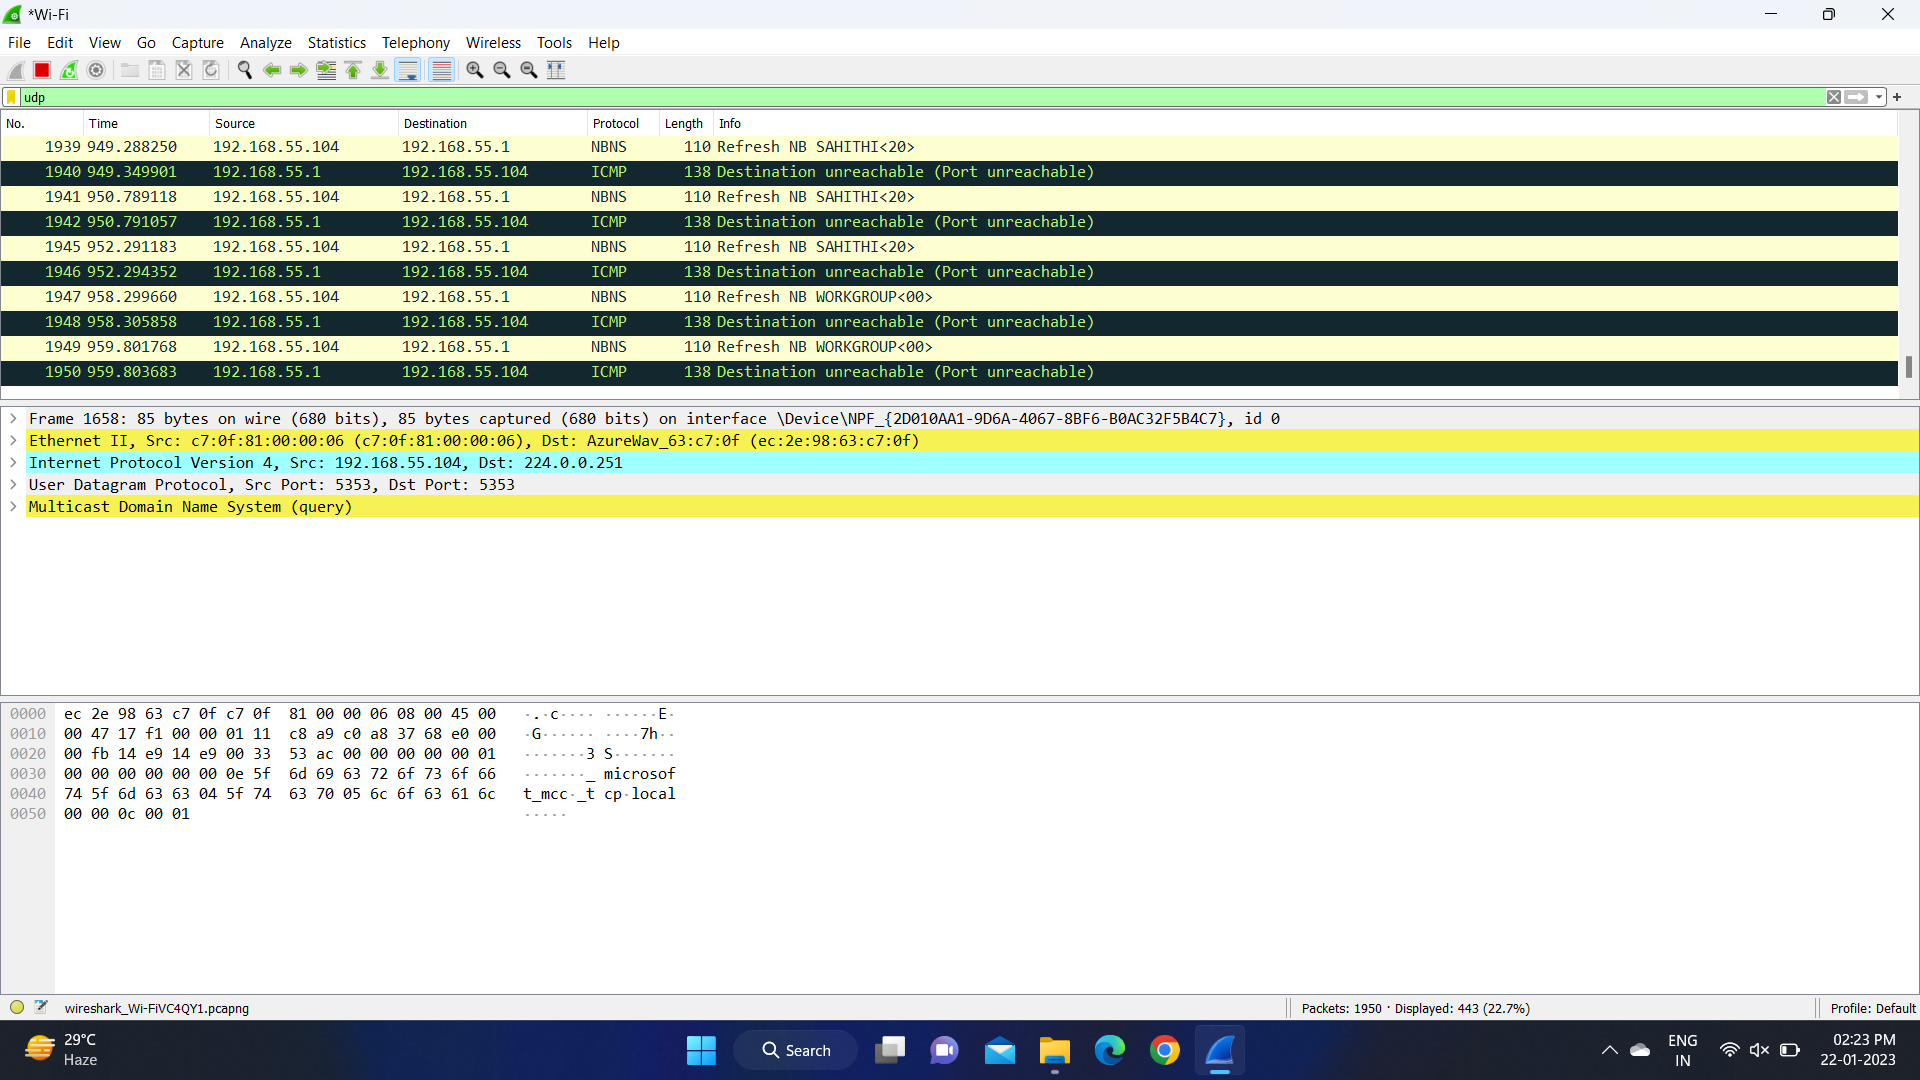 *Wi-Fi
File Edit View Go Capture Analyze Statistics Telephony Wireless Tools Help
udp
No. Time Source Destination Protocol Length Info
1939 949.288250 192.168.55.104 192.168.55.1 NBNS 110 Refresh NB SAHITHI<20>
1940 949.349901 192.168.55.1 192.168.55.104 ICMP 138 Destination unreachable (Port unreachable)
1941 950.789118 192.168.55.104 192.168.55.1 NBNS 110 Refresh NB SAHITHI<20>
1942 950.791057 192.168.55.1 192.168.55.104 ICMP 138 Destination unreachable (Port unreachable)
1945 952.291183 192.168.55.104 192.168.55.1 NBNS 110 Refresh NB SAHITHI<20>
1946 952.294352 192.168.55.1 192.168.55.104 ICMP 138 Destination unreachable (Port unreachable)
1947 958.299660 192.168.55.104 192.168.55.1 NBNS 110 Refresh NB WORKGROUP<00>
1948 958.305858 192.168.55.1 192.168.55.104 ICMP 138 Destination unreachable (Port unreachable)
1949 959.801768 192.168.55.104 192.168.55.1 NBNS 110 Refresh NB WORKGROUP<00>
1950 959.803683 192.168.55.1 192.168.55.104 ICMP 138 Destination unreachable (Port unreachable)
Frame 1658: 85 bytes on wire (680 bits), 85 bytes captured (680 bits) on interface \Device\NPF_{2D010AA1-9D6A-4067-8BF6-B0AC32F5B4C7}, id 0
Ethernet II, Src: c7:0f:81:00:00:06 (c7:0f:81:00:00:06), Dst: AzureWav_63:c7:0f (ec:2e:98:63:c7:0f)
Internet Protocol Version 4, Src: 192.168.55.104, Dst: 224.0.0.251
User Datagram Protocol, Src Port: 5353, Dst Port: 5353
Multicast Domain Name System (query)
0000 ec 2e 98 63 c7 0f c7 0f 81 00 00 06 08 00 45 00 ·.·c···· ······E·
0010 00 47 17 f1 00 00 01 11 c8 a9 c0 a8 37 68 e0 00 ·G······ ····7h··
0020 00 fb 14 e9 14 e9 00 33 53 ac 00 00 00 00 00 01 ·······3 S·······
0030 00 00 00 00 00 00 0e 5f 6d 69 63 72 6f 73 6f 66 ·······_ microsof
0040 74 5f 6d 63 63 04 5f 74 63 70 05 6c 6f 63 61 6c t_mcc·_t cp·local
0050 00 00 0c 00 01 ·····
wireshark_Wi-FiVC4QY1.pcapng Packets: 1950 · Displayed: 443 (22.7%) Profile: Default
29°C
Haze
Search
ENG
IN
02:23 PM
22-01-2023